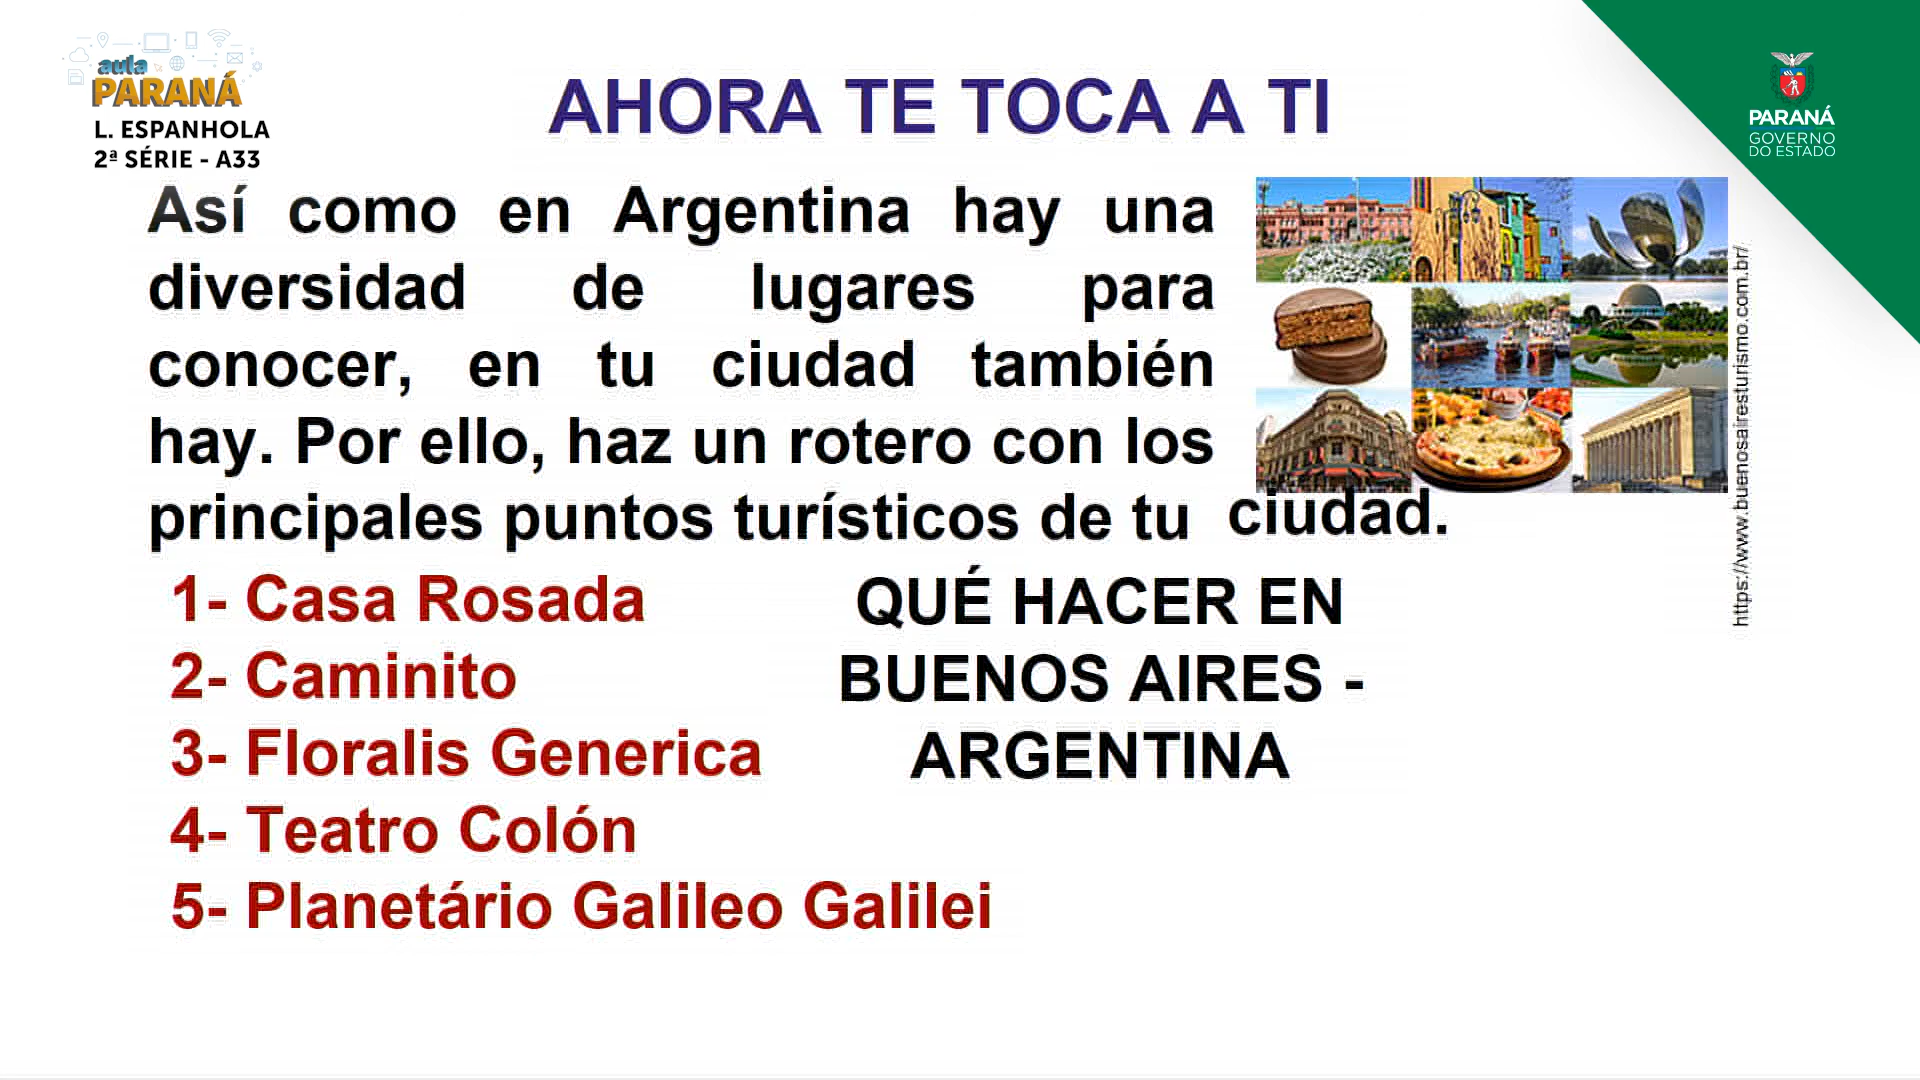 aula
PARANÁ
L. ESPANHOLA
2ª SÉRIE - A33
AHORA TE TOCA A TI
PARANÁ
GOVERNO
DO ESTADO
Así como en Argentina hay una
diversidad de lugares para
conocer, en tu ciudad también
hay. Por ello, haz un rotero con los
principales puntos turísticos de tu ciudad.
https://www.buenosairesturismo.com.br/
1- Casa Rosada
2- Caminito
3- Floralis Generica
4- Teatro Colón
5- Planetário Galileo Galilei
QUÉ HACER EN
BUENOS AIRES -
ARGENTINA